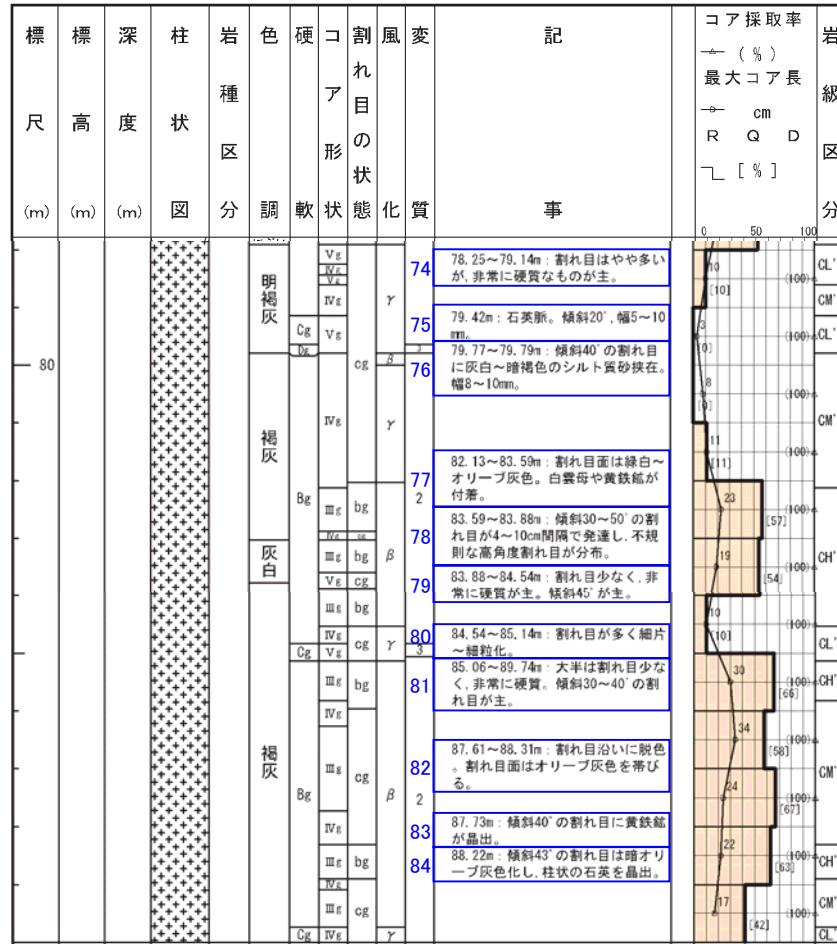 標尺(m)
標高(m)
深度(m)
柱状図
岩種区分
色調
硬軟
コア形状
割れ目の状態
風化
変質
記事
コア採取率
(%)
最大コア長
cm
RQD
[%]
岩級区分
0 50 100
80
明褐灰
褐灰
灰白
褐灰
Bg
Cg
Dg
Bg
Cg
Bg
Cg
Ⅴg
Ⅳg
Ⅴg
Ⅳg
Ⅴg
Ⅳg
Ⅲg
Ⅳg
Ⅲg
Ⅴg
Ⅲg
Ⅳg
Ⅴg
Ⅲg
Ⅳg
Ⅲg
Ⅳg
Ⅲg
Ⅳg
Ⅲg
Ⅳg
cg
bg
cg
bg
cg
bg
cg
bg
cg
bg
cg
γ
β
γ
β
γ
β
γ
2
3
2
74
78.25~79.14m:割れ目はやや多い
が,非常に硬質なものが主。
75
79.42m:石英脈。傾斜20°,幅5~10
mm。
76
79.77~79.79m:傾斜40°の割れ目
に灰白~暗褐色のシルト質砂挟在。
幅8~10mm。
77
82.13~83.59m:割れ目面は緑白~
オリーブ灰色。白雲母や黄鉄鉱が
付着。
78
83.59~83.88m:傾斜30~50°の割
れ目が4~10cm間隔で発達し,不規
則な高角度割れ目が分布。
79
83.88~84.54m:割れ目少なく,非
常に硬質が主。傾斜45°が主。
80
84.54~85.14m:割れ目が多く細片
~細粒化。
81
85.06~89.74m:大半は割れ目少な
く,非常に硬質。傾斜30~40°の割
れ目が主。
82
87.61~88.31m:割れ目沿いに脱色
。割れ目面はオリーブ灰色を帯び
る。
83
87.73m:傾斜40°の割れ目に黄鉄鉱
が晶出。
84
88.22m:傾斜43°の割れ目は暗オリ
ーブ灰色化し,柱状の石英を晶出。
10 (100)
[10]
3 (100)
[0]
8 (100)
[0]
11 (100)
[11]
23
[57]
19
[54]
10
[10]
30 (100)
[66]
34 (100)
[58]
24 (100)
[67]
22 (100)
[63]
17 (100)
[42]
CL'
CM'
CL'
CM'
CH'
CL'
CH'
CM'
CH'
CM'
CL